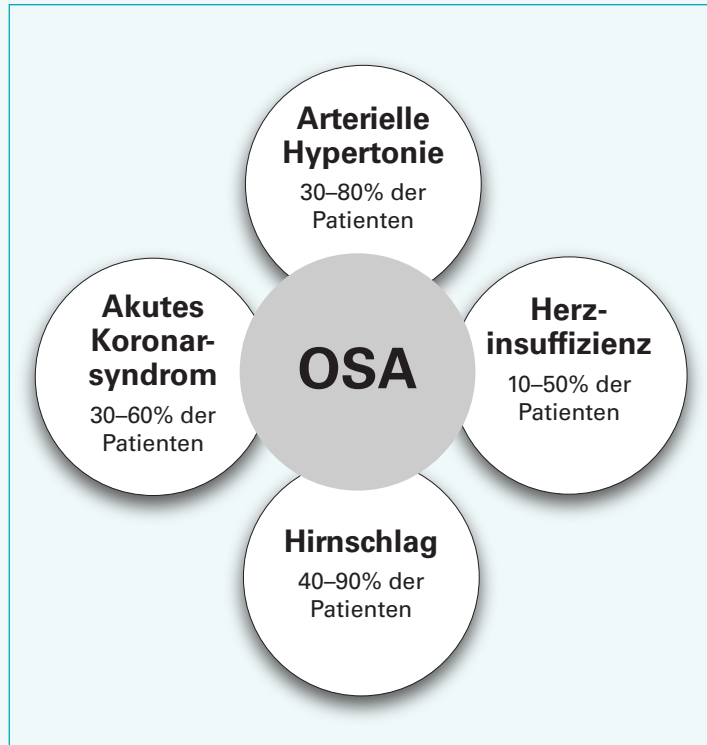 Arterielle
Hypertonie
30–80% der
Patienten
Akutes
Koronar-
syndrom
30–60% der
Patienten
OSA
Herz-
insuffizienz
10–50% der
Patienten
Hirnschlag
40–90% der
Patienten